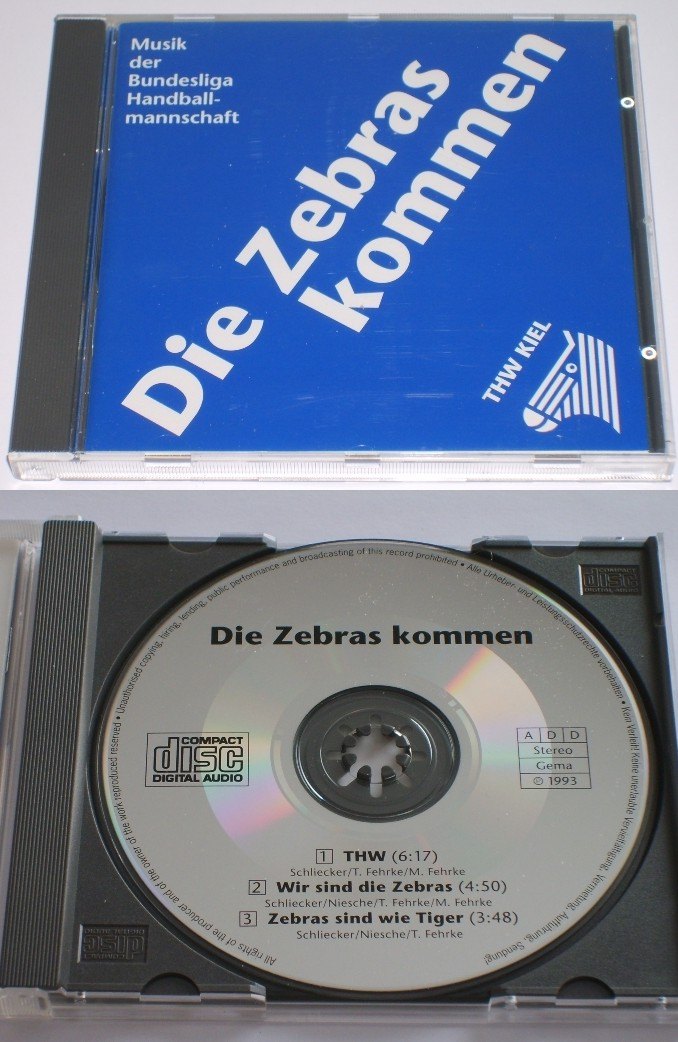 Musik
der
Bundesliga
Handball-
mannschaft
Die Zebras
kommen
THW KIEL
COMPACT
disc
DIGITAL AUDIO
• Unauthorised copying, hiring, lending, public performance and broadcasting of this record prohibited • Alle Urheber- und Leistungsschutzrechte vorbehalten • Kein Verleih! Keine unerlaubte Vervielfältigung, Vermietung, Aufführung, Sendung!
All rights of the producer and of the owner of the work reproduced reserved
Die Zebras kommen
COMPACT
disc
DIGITAL AUDIO
A D D
Stereo
Gema
© 1993
1 THW (6:17)
Schliecker/T. Fehrke/M. Fehrke
2 Wir sind die Zebras (4:50)
Schliecker/Niesche/T. Fehrke/M. Fehrke
3 Zebras sind wie Tiger (3:48)
Schliecker/Niesche/T. Fehrke
COMPACT
disc
DIGITAL AUDIO